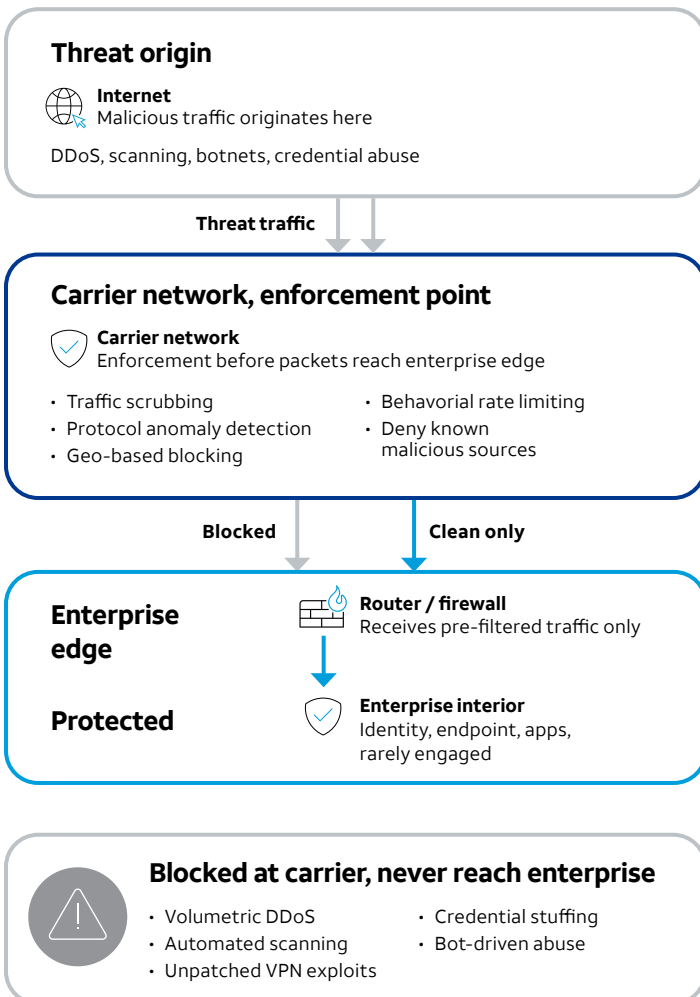 Threat origin
Internet
Malicious traffic originates here
DDoS, scanning, botnets, credential abuse
Threat traffic
Carrier network, enforcement point
Carrier network
Enforcement before packets reach enterprise edge
• Traffic scrubbing
• Protocol anomaly detection
• Geo-based blocking
• Behavorial rate limiting
• Deny known
malicious sources
Blocked
Clean only
Enterprise
edge
Router / firewall
Receives pre-filtered traffic only
Protected
Enterprise interior
Identity, endpoint, apps,
rarely engaged
Blocked at carrier, never reach enterprise
• Volumetric DDoS
• Automated scanning
• Unpatched VPN exploits
• Credential stuffing
• Bot-driven abuse